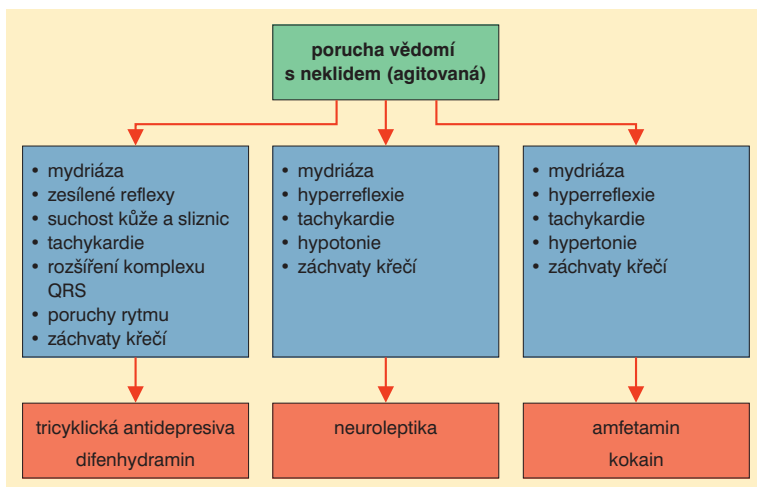 porucha vědomí
s neklidem (agitovaná)
• mydriáza
• zesílené reflexy
• suchost kůže a sliznic
• tachykardie
• rozšíření komplexu
QRS
• poruchy rytmu
• záchvaty křečí
• mydriáza
• hyperreflexie
• tachykardie
• hypotonie
• záchvaty křečí
• mydriáza
• hyperreflexie
• tachykardie
• hypertonie
• záchvaty křečí
tricyklická antidepresiva
difenhydramin
neuroleptika
amfetamin
kokain